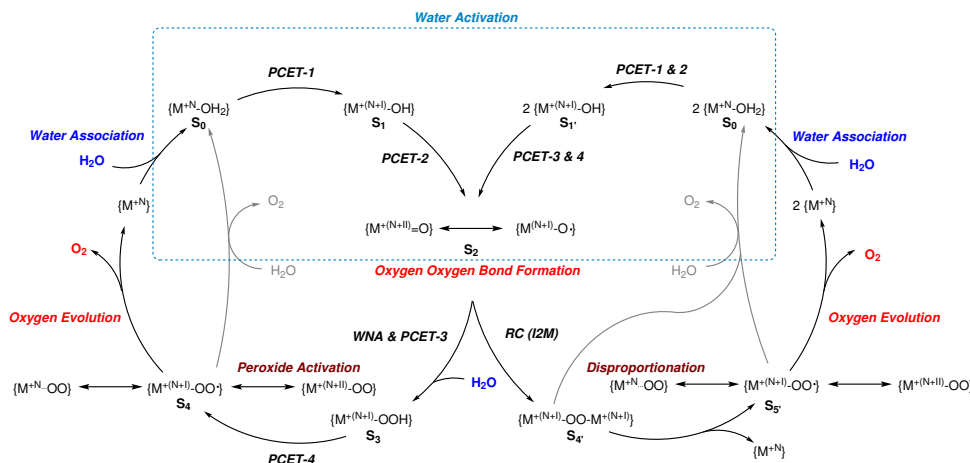 Water Activation
PCET-1
PCET-1 & 2
{M+N-OH2}
S0
{M+(N+I)-OH}
S1
2 {M+(N+I)-OH}
S1'
2 {M+N-OH2}
S0
Water Association
H2O
PCET-2
PCET-3 & 4
Water Association
H2O
{M+N}
O2
O2
2 {M+N}
{M+(N+II)=O}
{M(N+I)-O·}
S2
O2
H2O
Oxygen Oxygen Bond Formation
H2O
O2
Oxygen Evolution
WNA & PCET-3
RC (I2M)
Oxygen Evolution
Peroxide Activation
Disproportionation
{M+N...OO}
{M+(N+I)-OO·}
S4
{M+(N+II)-OO}
H2O
{M+N...OO}
{M+(N+I)-OO·}
S5'
{M+(N+II)-OO}
{M+(N+I)-OOH}
S3
{M+(N+I)-OO-M+(N+I)}
S4'
PCET-4
{M+N}